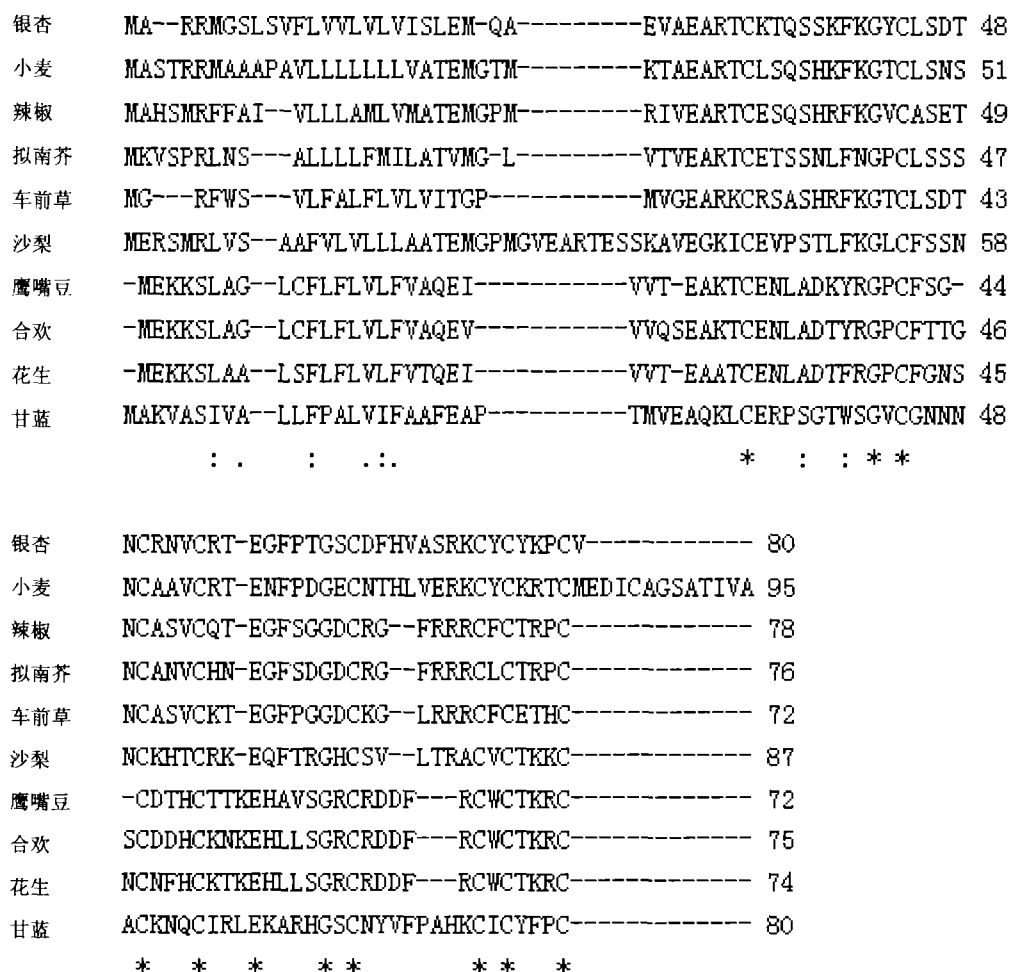 银杏 MA--RRMGSLSVFLVVLVLVISLEM-QA---------EVAEARTCKTQSSKFKGYCLSDT 48
小麦 MASTRRMAAAPAVLLLLLLLVATEMGTM---------KTAEARTCLSQSHKFKGTCLSNS 51
辣椒 MAHSMRFFAI--VLLLAMLVMATEMGPM---------RIVEARTCESQSHRFKGVCASET 49
拟南芥 MKVSPRLNS---ALLLLFMILATVMG-L---------VTVEARTCETSSNLFNGPCLSSS 47
车前草 MG---RFWS---VLFALFLVLVITGP-----------MVGEARKCRSASHRFKGTCLSDT 43
沙梨 MERSMRLVS--AAFVLVLLLAATEMGPMGVEARTESSKAVEGKICEVPSTLFKGLCFSSN 58
鹰嘴豆 -MEKKSLAG--LCFLFLVLFVAQEI-----------VVT-EAKTCENLADKYRGPCFSG- 44
合欢 -MEKKSLAG--LCFLFLVLFVAQEV-----------VVQSEAKTCENLADTYRGPCFTTG 46
花生 -MEKKSLAA--LSFLFLVLFVTQEI-----------VVT-EAATCENLADTFRGPCFGNS 45
甘蓝 MAKVASIVA--LLFPALVIFAAFEAP----------TMVEAQKLCERPSGTWSGVCGNNN 48
: . : .:. * : : * *
银杏 NCRNVCRT-EGFPTGSCDFHVASRKCYCYKPCV------------- 80
小麦 NCAAVCRT-ENFPDGECNTHLVERKCYCKRTCMEDICAGSATIVA 95
辣椒 NCASVCQT-EGFSGGDCRG--FRRRCFCTRPC------------- 78
拟南芥 NCANVCHN-EGFSDGDCRG--FRRRCLCTRPC------------- 76
车前草 NCASVCKT-EGFPGGDCKG--LRRRCFCETHC------------- 72
沙梨 NCKHTCRK-EQFTRGHCSV--LTRACVCTKKC------------- 87
鹰嘴豆 -CDTHCTTKEHAVSGRCRDDF---RCWCTKRC------------- 72
合欢 SCDDHCKNKEHLLSGRCRDDF---RCWCTKRC------------- 75
花生 NCNFHCKTKEHLLSGRCRDDF---RCWCTKRC------------- 74
甘蓝 ACKNQCIRLEKARHGSCNYVFPAHKCICYFPC------------- 80
* * * * * * * *